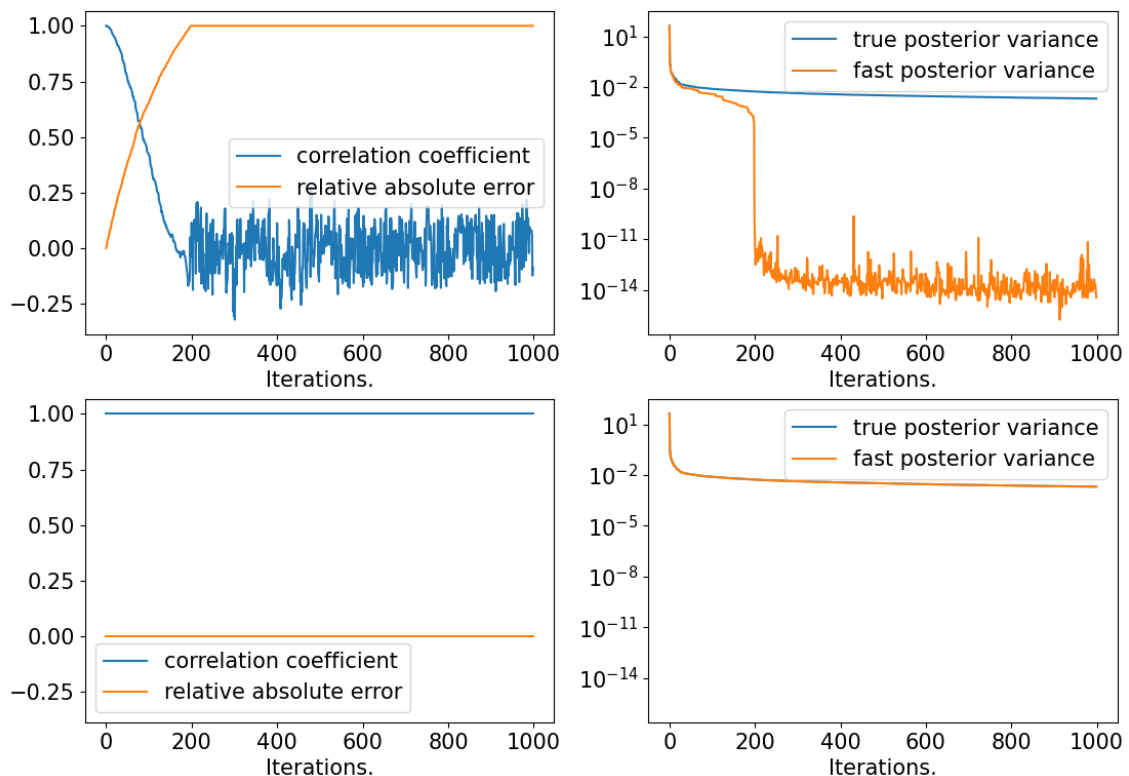 1.00
0.75
0.50
0.25
0.00
−0.25
correlation coefficient
relative absolute error
0 200 400 600 800 1000
Iterations.
10^1
10^−2
10^−5
10^−8
10^−11
10^−14
true posterior variance
fast posterior variance
0 200 400 600 800 1000
Iterations.
1.00
0.75
0.50
0.25
0.00
−0.25
correlation coefficient
relative absolute error
0 200 400 600 800 1000
Iterations.
10^1
10^−2
10^−5
10^−8
10^−11
10^−14
true posterior variance
fast posterior variance
0 200 400 600 800 1000
Iterations.